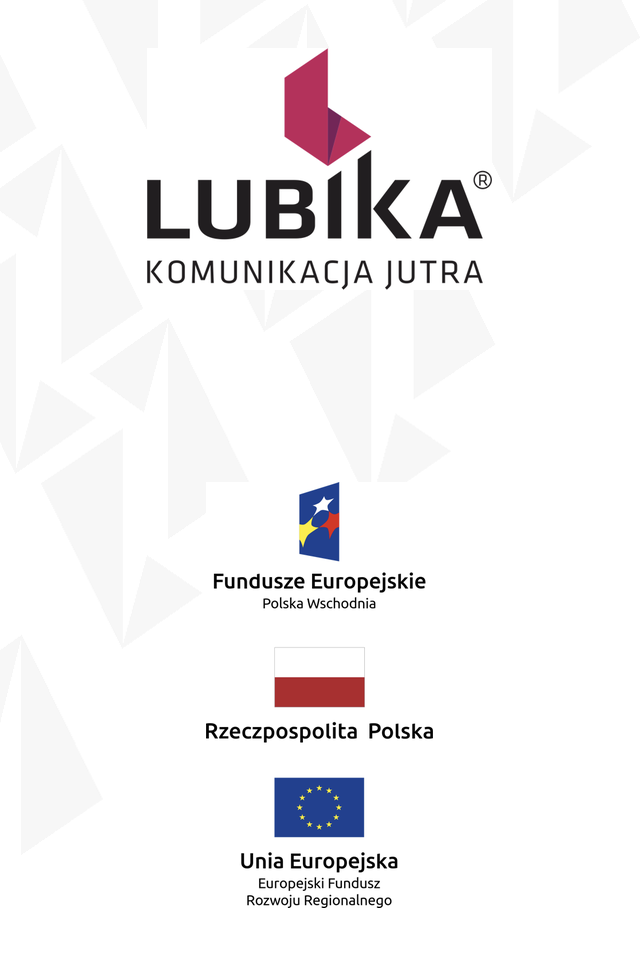 LUBIKA®
KOMUNIKACJA JUTRA
Fundusze Europejskie
Polska Wschodnia
Rzeczpospolita Polska
Unia Europejska
Europejski Fundusz
Rozwoju Regionalnego